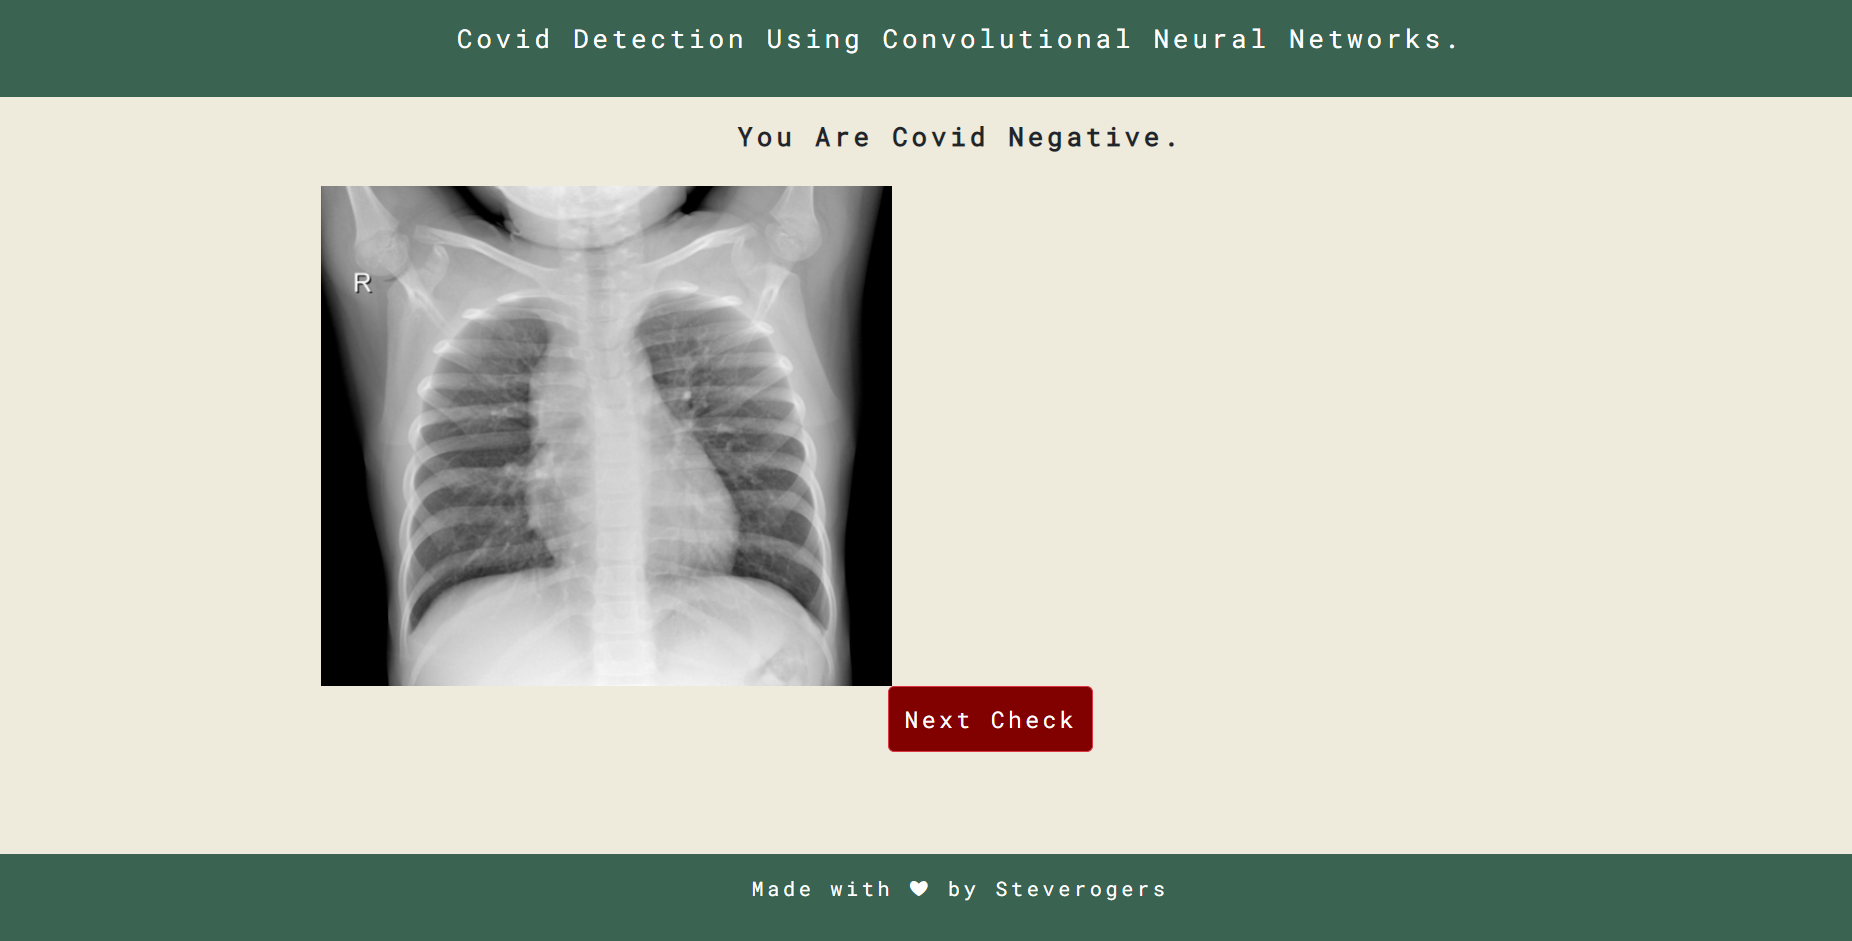 Covid Detection Using Convolutional Neural Networks.
You Are Covid Negative.
R
Next Check
Made with ♥ by Steverogers